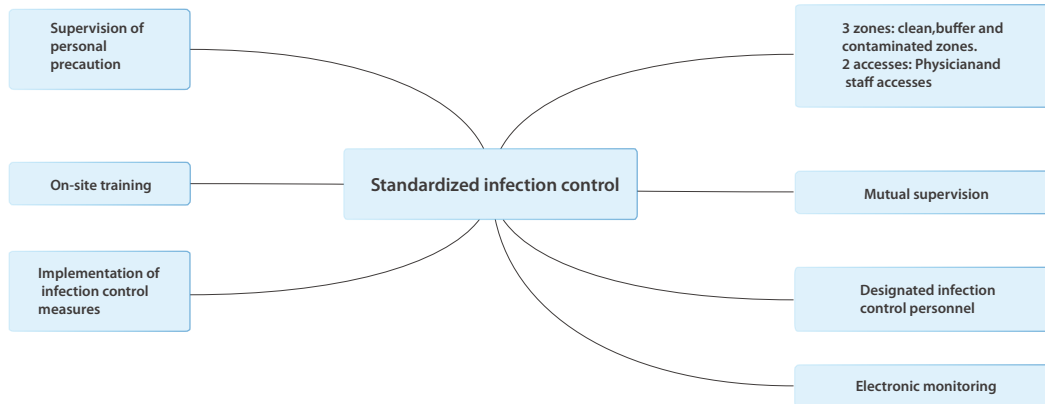 Supervision of
personal
precaution
On-site training
Implementation of
infection control
measures
Standardized infection control
3 zones: clean,buffer and
contaminated zones.
2 accesses: Physicianand
staff accesses
Mutual supervision
Designated infection
control personnel
Electronic monitoring